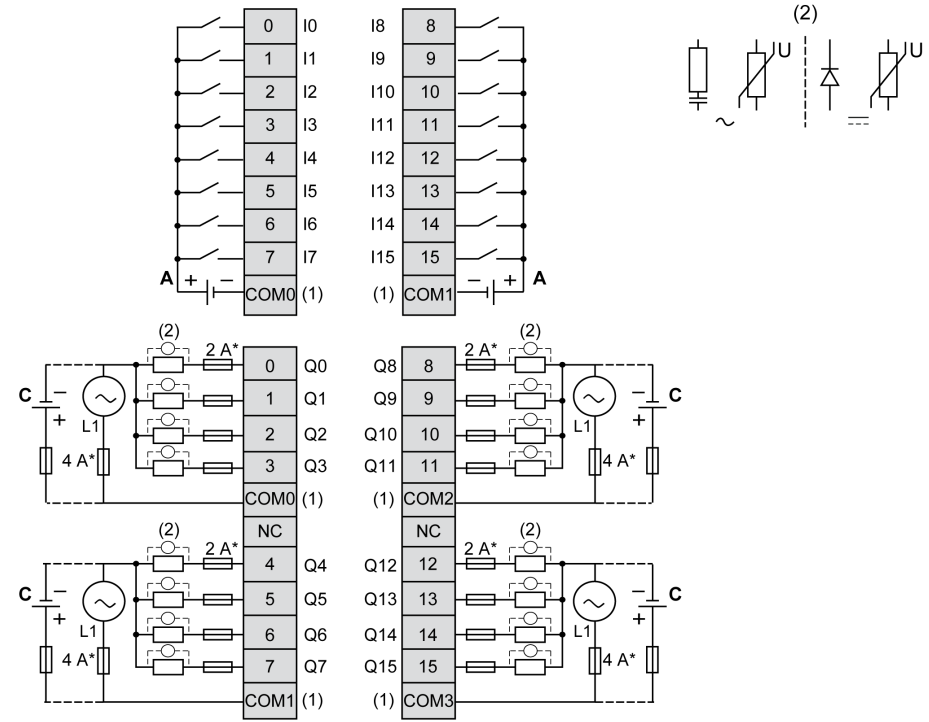 (2)
U U
0 I0 I8 8
1 I1 I9 9
2 I2 I10 10
3 I3 I11 11
4 I4 I12 12
5 I5 I13 13
6 I6 I14 14
7 I7 I15 15
A + − COM0 (1) (1) COM1 − + A
(2) 2 A* 2 A* (2)
0 Q0 Q8 8
C − − C
1 Q1 Q9 9
+ L1 L1 +
2 Q2 Q10 10
4 A* 3 Q3 Q11 11 4 A*
COM0 (1) (1) COM2
NC NC
(2) 2 A* 2 A* (2)
4 Q4 Q12 12
C − − C
5 Q5 Q13 13
+ L1 L1 +
6 Q6 Q14 14
4 A* 7 Q7 Q15 15 4 A*
COM1 (1) (1) COM3